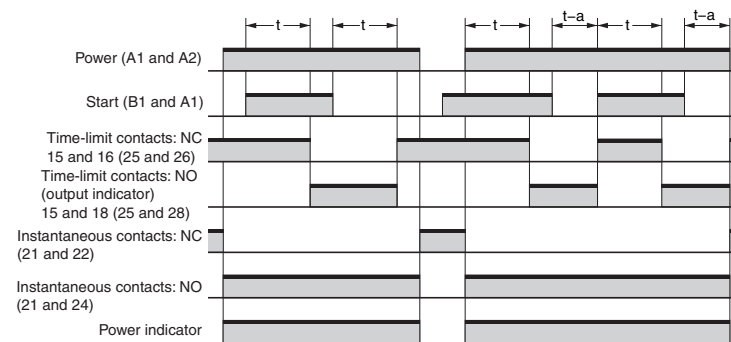 t
t
t
t–a
t
t–a
Power (A1 and A2)
Start (B1 and A1)
Time-limit contacts: NC
15 and 16 (25 and 26)
Time-limit contacts: NO
(output indicator)
15 and 18 (25 and 28)
Instantaneous contacts: NC
(21 and 22)
Instantaneous contacts: NO
(21 and 24)
Power indicator